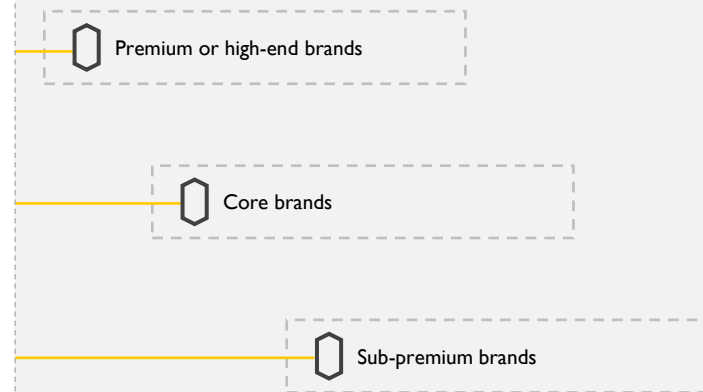 Premium or high-end brands
Core brands
Sub-premium brands